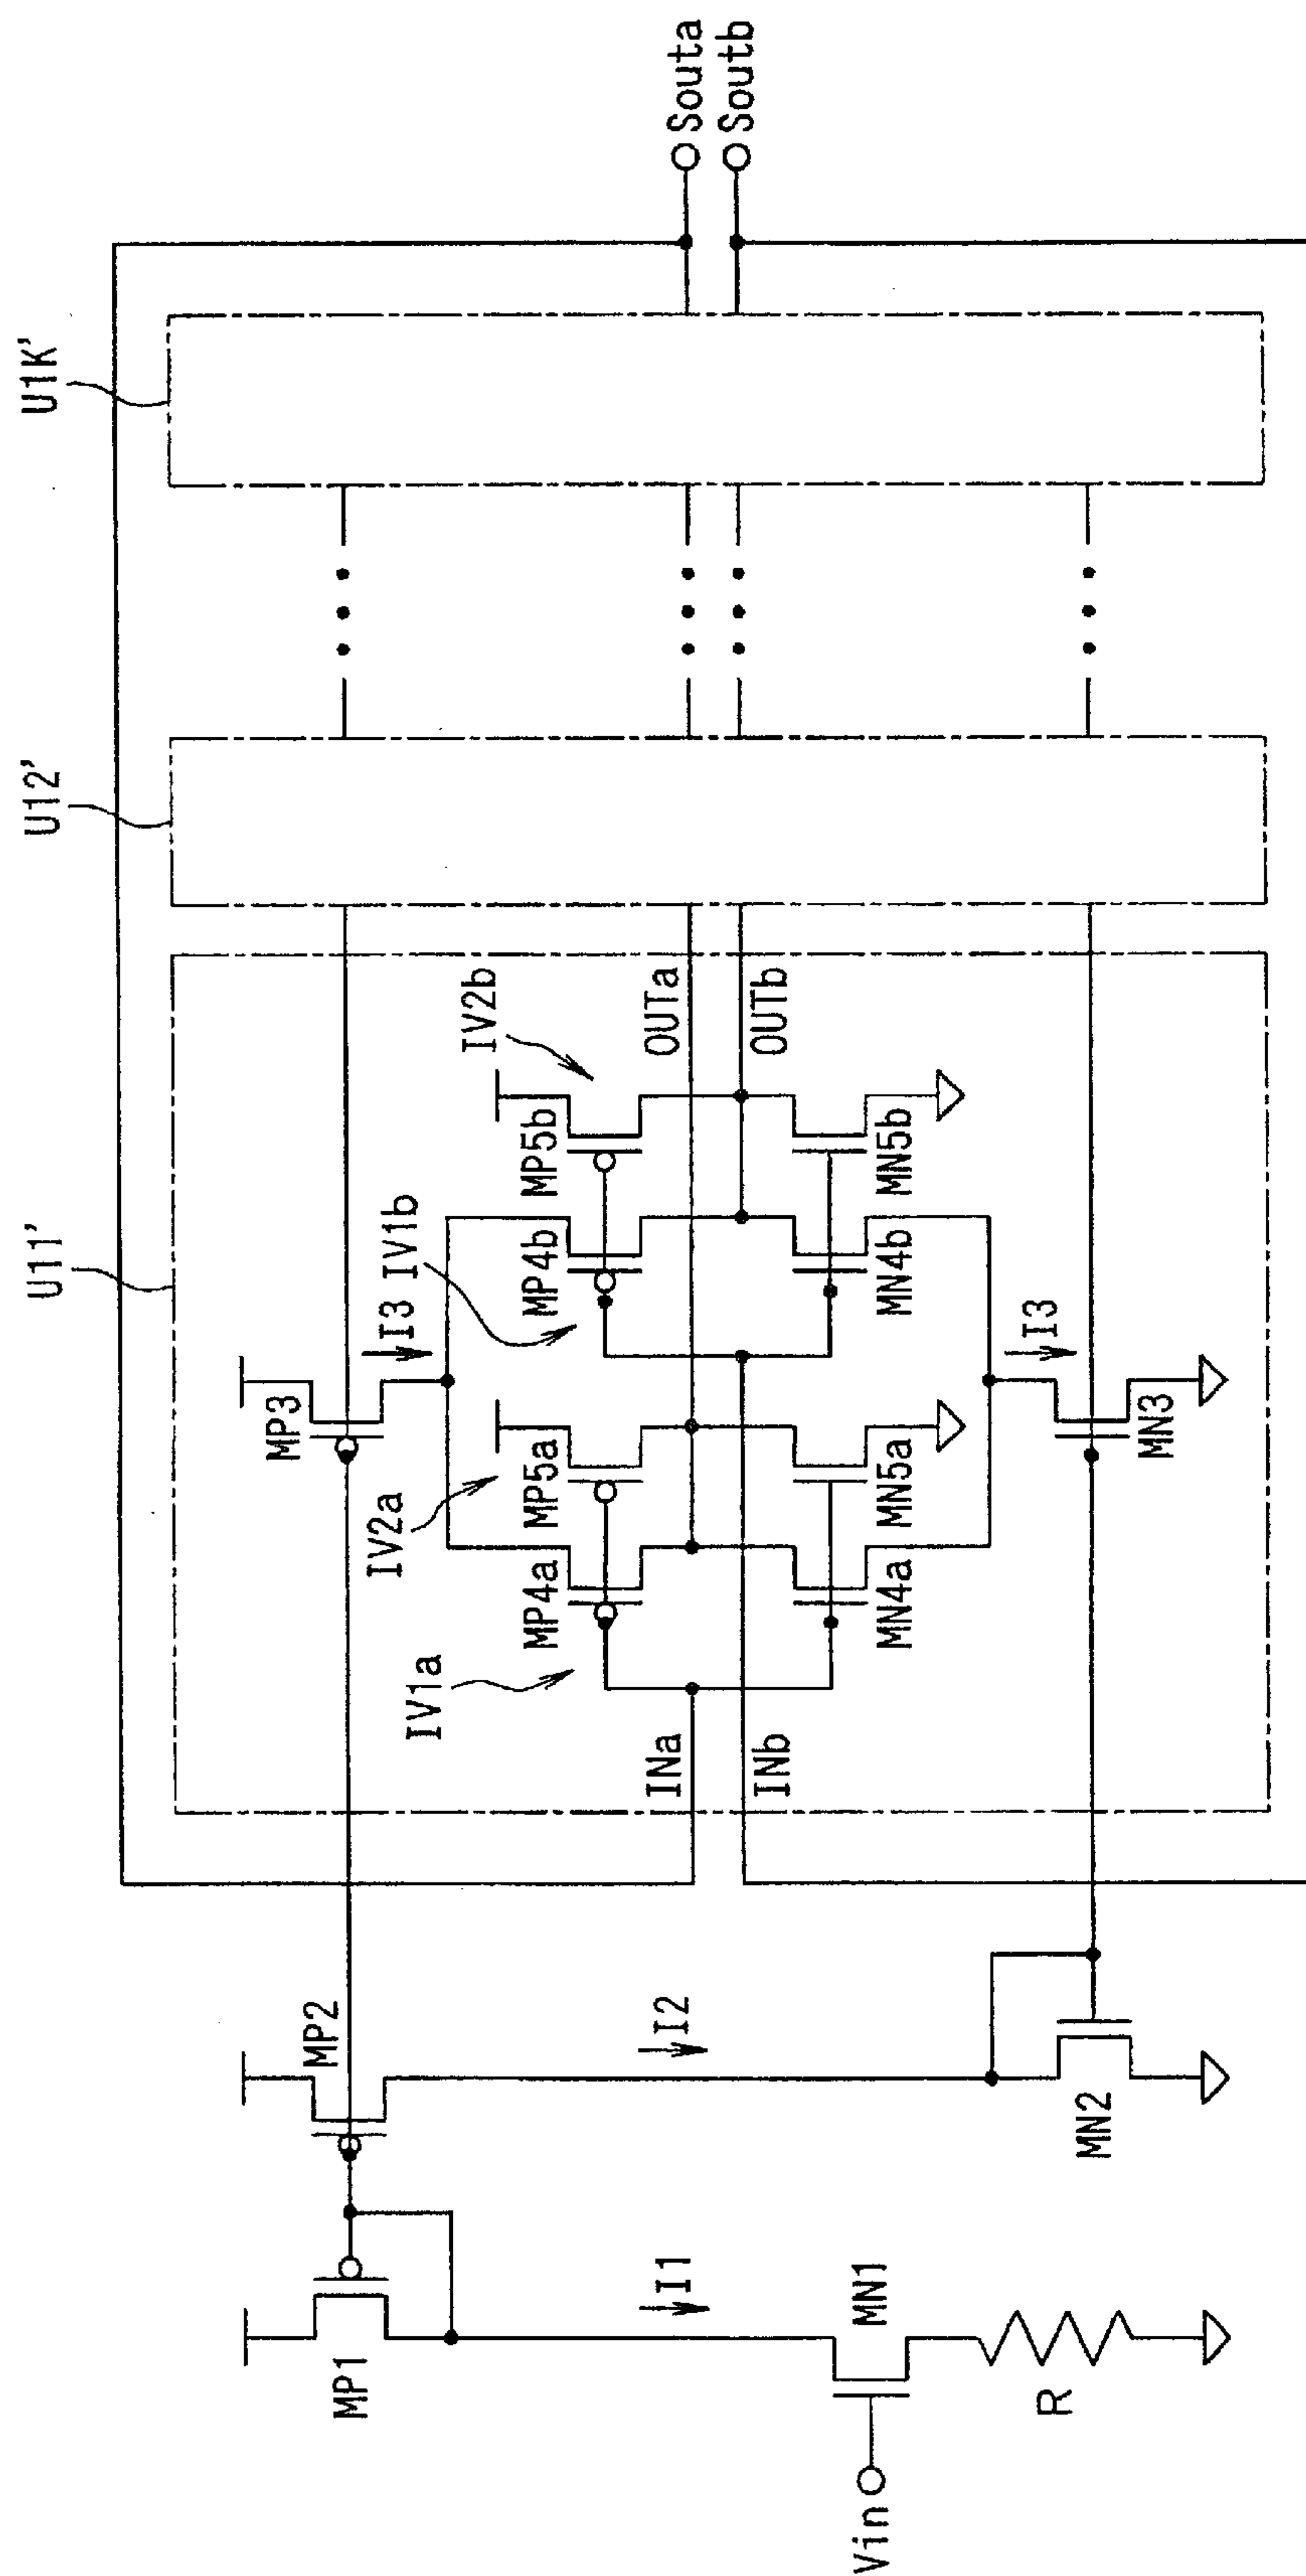 U11'
U12'
U1K'
MP1
MP2
MP3
I1
I2
I3
I3
Vin
MN1
R
MN2
MN3
INa
INb
IV1a
IV2a
IV1b
IV2b
MP4a
MP5a
MP4b
MP5b
MN4a
MN5a
MN4b
MN5b
OUTa
OUTb
Souta
Soutb